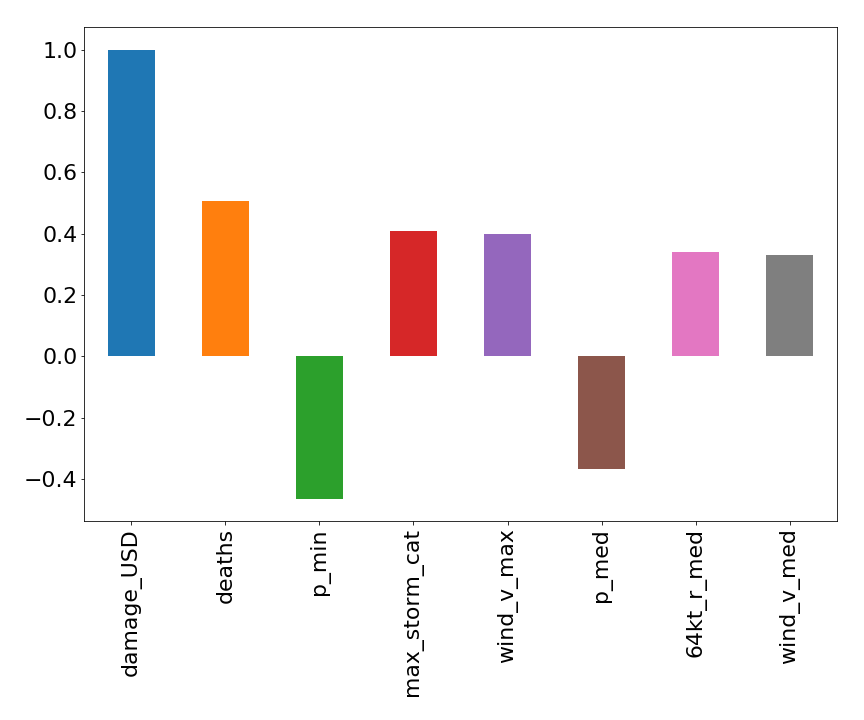 1.0
0.8
0.6
0.4
0.2
0.0
−0.2
−0.4
damage_USD
deaths
p_min
max_storm_cat
wind_v_max
p_med
64kt_r_med
wind_v_med